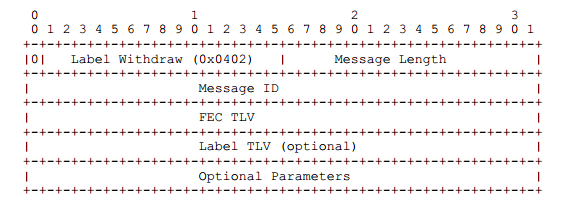 0                   1                   2                   3
 0 1 2 3 4 5 6 7 8 9 0 1 2 3 4 5 6 7 8 9 0 1 2 3 4 5 6 7 8 9 0 1
+-+-+-+-+-+-+-+-+-+-+-+-+-+-+-+-+-+-+-+-+-+-+-+-+-+-+-+-+-+-+-+-+
|0|   Label Withdraw (0x0402)   |      Message Length           |
+-+-+-+-+-+-+-+-+-+-+-+-+-+-+-+-+-+-+-+-+-+-+-+-+-+-+-+-+-+-+-+-+
|                     Message ID                                |
+-+-+-+-+-+-+-+-+-+-+-+-+-+-+-+-+-+-+-+-+-+-+-+-+-+-+-+-+-+-+-+-+
|                     FEC TLV                                   |
+-+-+-+-+-+-+-+-+-+-+-+-+-+-+-+-+-+-+-+-+-+-+-+-+-+-+-+-+-+-+-+-+
|                     Label TLV (optional)                      |
+-+-+-+-+-+-+-+-+-+-+-+-+-+-+-+-+-+-+-+-+-+-+-+-+-+-+-+-+-+-+-+-+
|                     Optional Parameters                       |
+-+-+-+-+-+-+-+-+-+-+-+-+-+-+-+-+-+-+-+-+-+-+-+-+-+-+-+-+-+-+-+-+